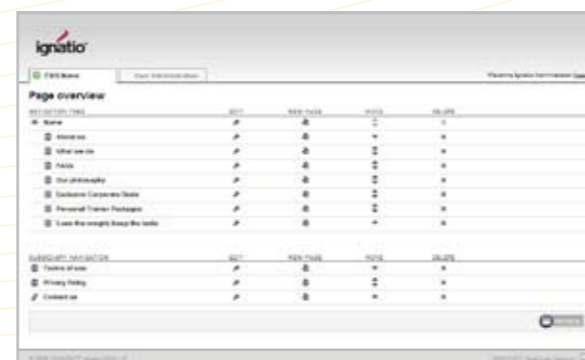 ignatio
CMS Home User Administration
Page overview
NAVIGATION TREE EDIT NEW PAGE MOVE DELETE
Home
About us
What we do
FAQs
Our philosophy
Exclusive Corporate Deals
Personal Trainer Packages
Lose the weight, keep the looks
SUBSIDIARY NAVIGATION EDIT NEW PAGE MOVE DELETE
Terms of use
Privacy Policy
Contact us